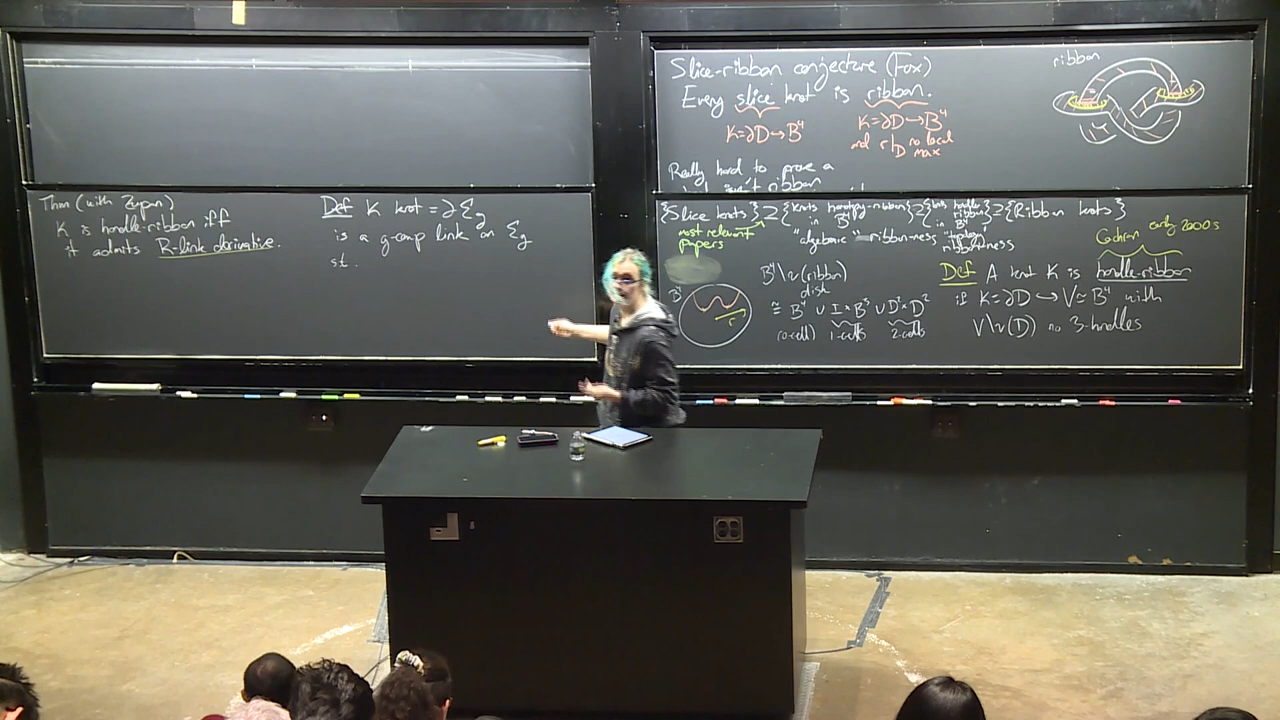 Thm (with Zupan)
K is handle-ribbon iff
it admits R-link derivative.
Def K knot = ∂Σg
is a g-comp link on Σg
s.t.
Slice-ribbon conjecture (Fox)
Every slice knot is ribbon.
K=∂D↪B⁴
K=∂D↪B⁴
and r|D no local
max
ribbon
Really hard to prove a
isn't ribbon
{Slice knots} ⊇ {knots homotopy-ribbon in B⁴} ⊇ {knots handle-ribbon in B⁴} ⊇ {Ribbon knots}
most relevant
papers
"algebraic" ribbon-ness
ribbonness
Cochran early 2000s
B⁴
r
B⁴\ν(ribbon
disk)
≅ B⁴ ∪ I×B³ ∪ D²×D²
(0-cell) 1-cells 2-cells
Def A knot K is handle-ribbon
if K=∂D ↪ V≃B⁴ with
V\ν(D) no 3-handles